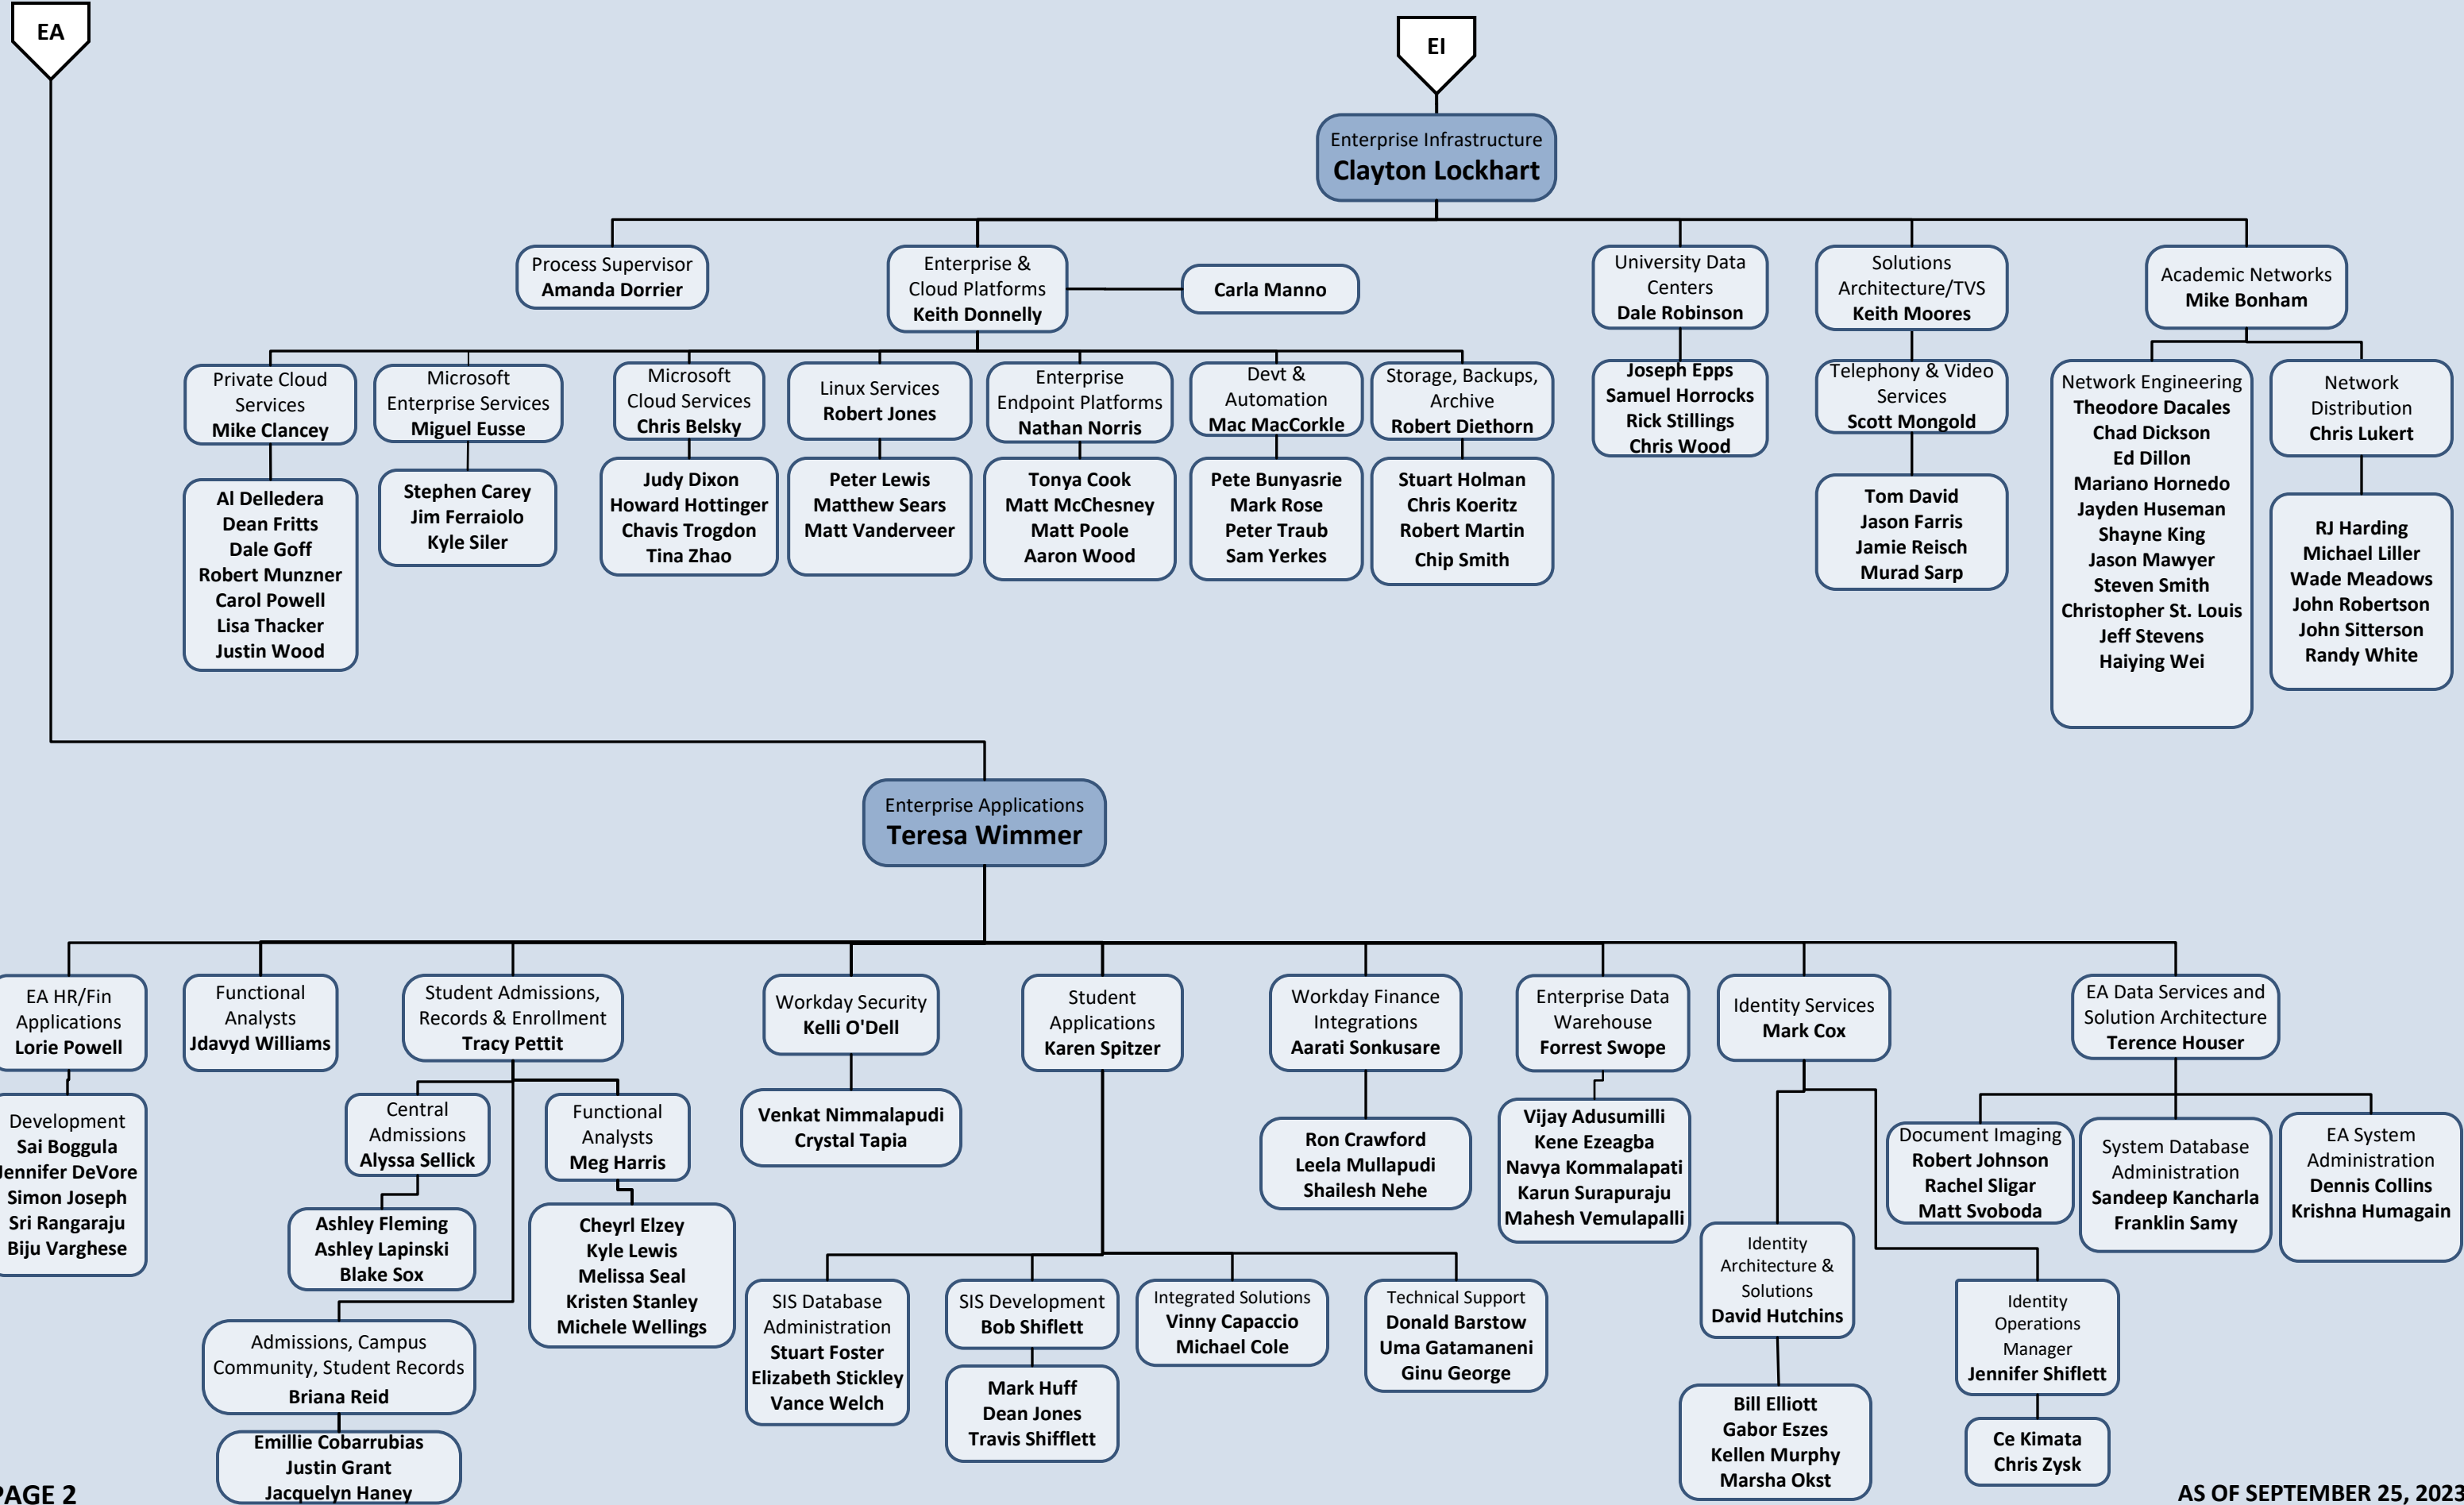 EA
EI
Enterprise Infrastructure
Clayton Lockhart
Process Supervisor
Amanda Dorrier
Enterprise &
Cloud Platforms
Keith Donnelly
Carla Manno
University Data
Centers
Dale Robinson
Solutions
Architecture/TVS
Keith Moores
Academic Networks
Mike Bonham
Private Cloud
Services
Mike Clancey
Microsoft
Enterprise Services
Miguel Eusse
Microsoft
Cloud Services
Chris Belsky
Linux Services
Robert Jones
Enterprise
Endpoint Platforms
Nathan Norris
Devt &
Automation
Mac MacCorkle
Storage, Backups,
Archive
Robert Diethorn
Joseph Epps
Samuel Horrocks
Rick Stillings
Chris Wood
Telephony & Video
Services
Scott Mongold
Network Engineering
Theodore Dacales
Chad Dickson
Ed Dillon
Mariano Hornedo
Jayden Huseman
Shayne King
Jason Mawyer
Steven Smith
Christopher St. Louis
Jeff Stevens
Haiying Wei
Network
Distribution
Chris Lukert
Al Delledera
Dean Fritts
Dale Goff
Robert Munzner
Carol Powell
Lisa Thacker
Justin Wood
Stephen Carey
Jim Ferraiolo
Kyle Siler
Judy Dixon
Howard Hottinger
Chavis Trogdon
Tina Zhao
Peter Lewis
Matthew Sears
Matt Vanderveer
Tonya Cook
Matt McChesney
Matt Poole
Aaron Wood
Pete Bunyasrie
Mark Rose
Peter Traub
Sam Yerkes
Stuart Holman
Chris Koeritz
Robert Martin
Chip Smith
Tom David
Jason Farris
Jamie Reisch
Murad Sarp
RJ Harding
Michael Liller
Wade Meadows
John Robertson
John Sitterson
Randy White
Enterprise Applications
Teresa Wimmer
EA HR/Fin
Applications
Lorie Powell
Functional
Analysts
Jdavyd Williams
Student Admissions,
Records & Enrollment
Tracy Pettit
Workday Security
Kelli O'Dell
Student
Applications
Karen Spitzer
Workday Finance
Integrations
Aarati Sonkusare
Enterprise Data
Warehouse
Forrest Swope
Identity Services
Mark Cox
EA Data Services and
Solution Architecture
Terence Houser
Development
Sai Boggula
Jennifer DeVore
Simon Joseph
Sri Rangaraju
Biju Varghese
Central
Admissions
Alyssa Sellick
Functional
Analysts
Meg Harris
Venkat Nimmalapudi
Crystal Tapia
Ron Crawford
Leela Mullapudi
Shailesh Nehe
Vijay Adusumilli
Kene Ezeagba
Navya Kommalapati
Karun Surapuraju
Mahesh Vemulapalli
Document Imaging
Robert Johnson
Rachel Sligar
Matt Svoboda
System Database
Administration
Sandeep Kancharla
Franklin Samy
EA System
Administration
Dennis Collins
Krishna Humagain
Ashley Fleming
Ashley Lapinski
Blake Sox
Cheyrl Elzey
Kyle Lewis
Melissa Seal
Kristen Stanley
Michele Wellings
SIS Database
Administration
Stuart Foster
Elizabeth Stickley
Vance Welch
SIS Development
Bob Shiflett
Integrated Solutions
Vinny Capaccio
Michael Cole
Technical Support
Donald Barstow
Uma Gatamaneni
Ginu George
Identity
Architecture &
Solutions
David Hutchins
Identity
Operations
Manager
Jennifer Shiflett
Admissions, Campus
Community, Student Records
Briana Reid
Mark Huff
Dean Jones
Travis Shifflett
Bill Elliott
Gabor Eszes
Kellen Murphy
Marsha Okst
Ce Kimata
Chris Zysk
Emillie Cobarrubias
Justin Grant
Jacquelyn Haney
PAGE 2
AS OF SEPTEMBER 25, 2023